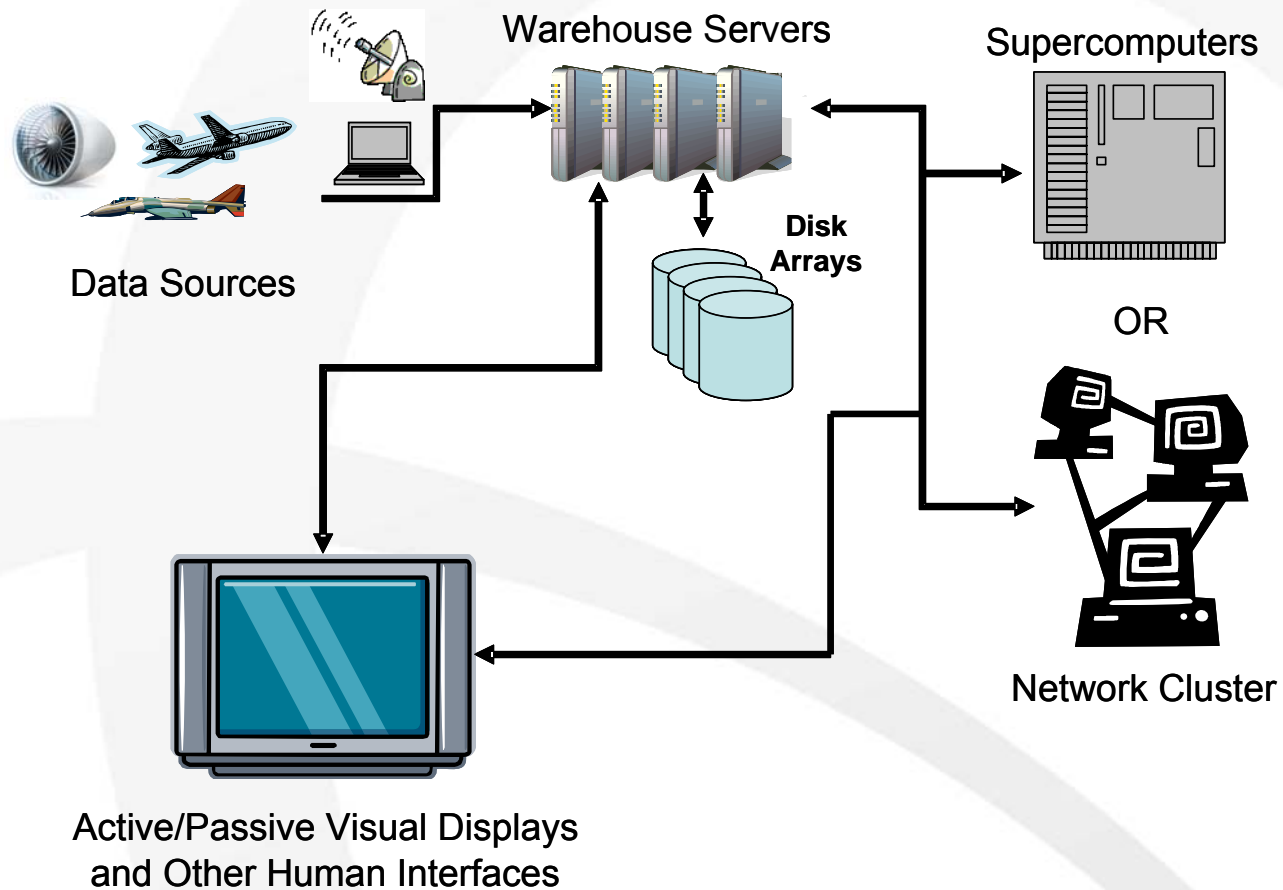 Warehouse Servers
Supercomputers
Data Sources
Disk
Arrays
OR
Network Cluster
Active/Passive Visual Displays
and Other Human Interfaces